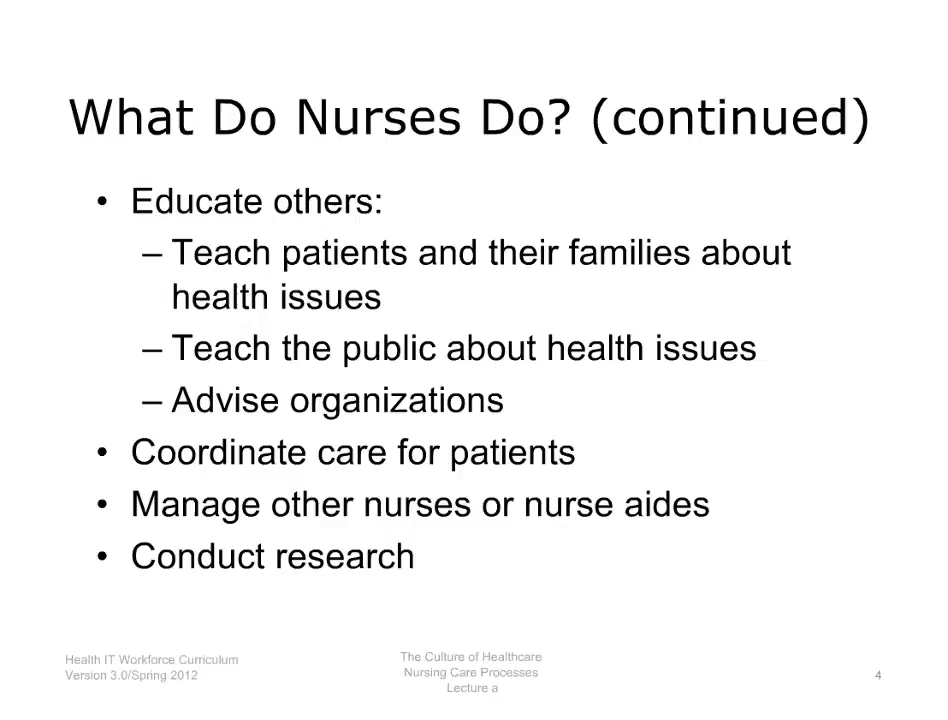 What Do Nurses Do? (continued)
• Educate others:
– Teach patients and their families about
health issues
– Teach the public about health issues
– Advise organizations
• Coordinate care for patients
• Manage other nurses or nurse aides
• Conduct research
Health IT Workforce Curriculum
Version 3.0/Spring 2012
The Culture of Healthcare
Nursing Care Processes
Lecture a
4